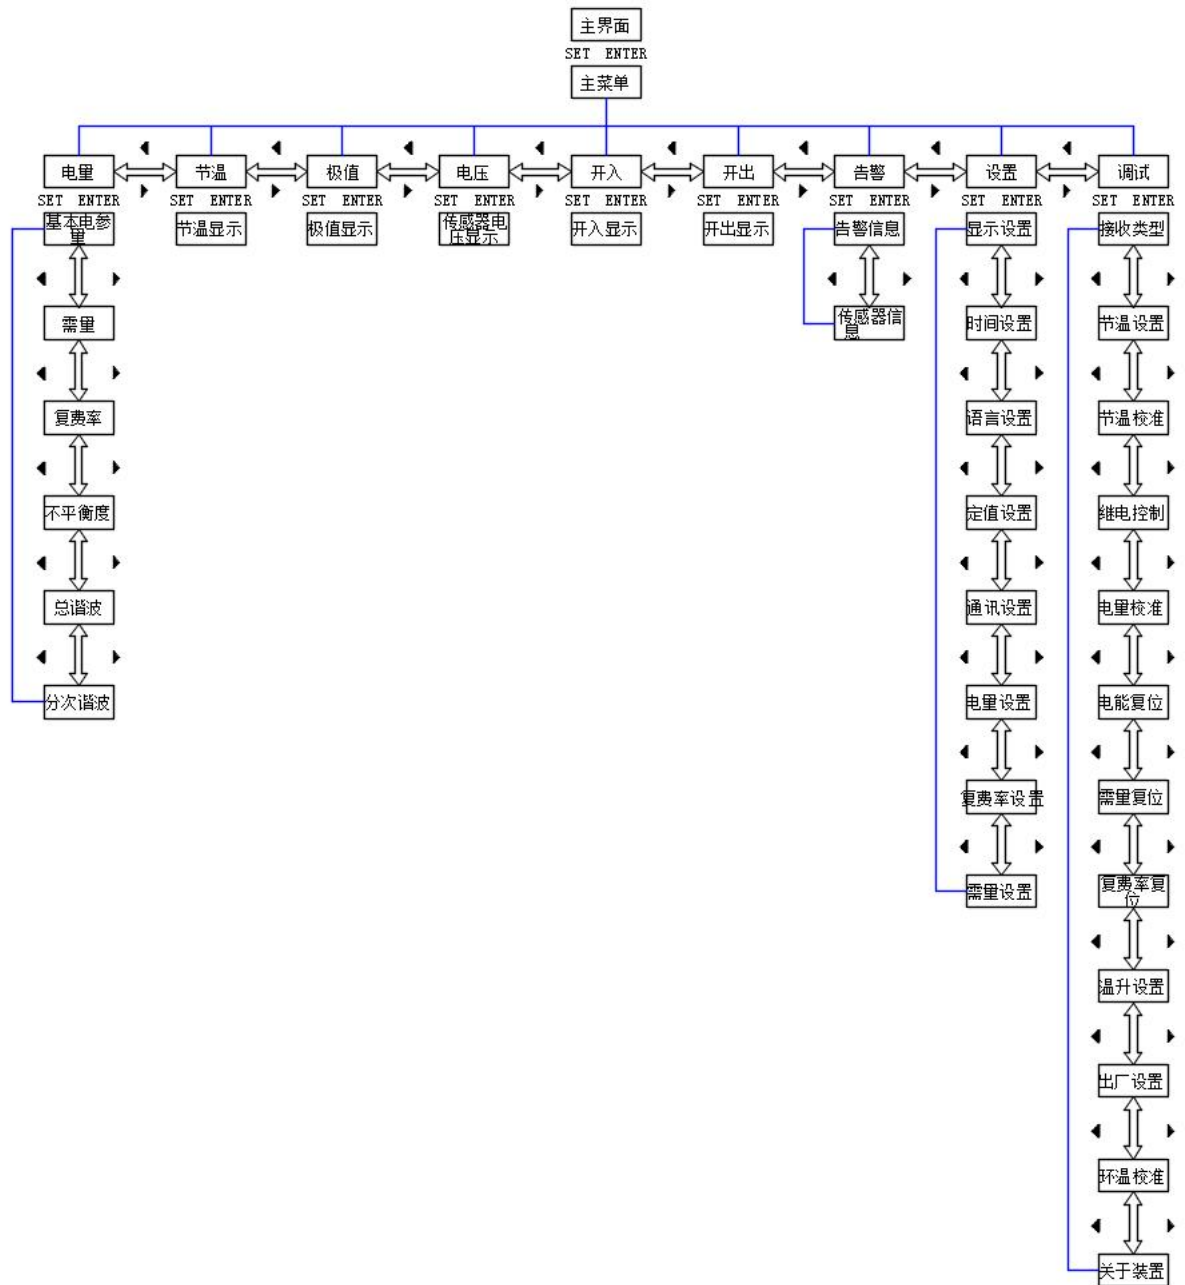 主界面
SET ENTER
主菜单
电量 节温 极值 电压 开入 开出 告警 设置 调试
SET ENTER SET ENTER SET ENTER SET ENTER SET ENTER SET ENTER SET ENTER SET ENTER SET ENTER
基本电参
量
节温显示
极值显示
传感器电
压显示
开入显示
开出显示
告警信息
显示设置
接收类型
需量
传感器信
息
时间设置
节温设置
复费率
语言设置
节温校准
不平衡度
定值设置
继电控制
总谐波
通讯设置
电量校准
分次谐波
电量设置
电能复位
复费率设置
需量复位
需量设置
复费率复
位
温升设置
出厂设置
环温校准
关于装置